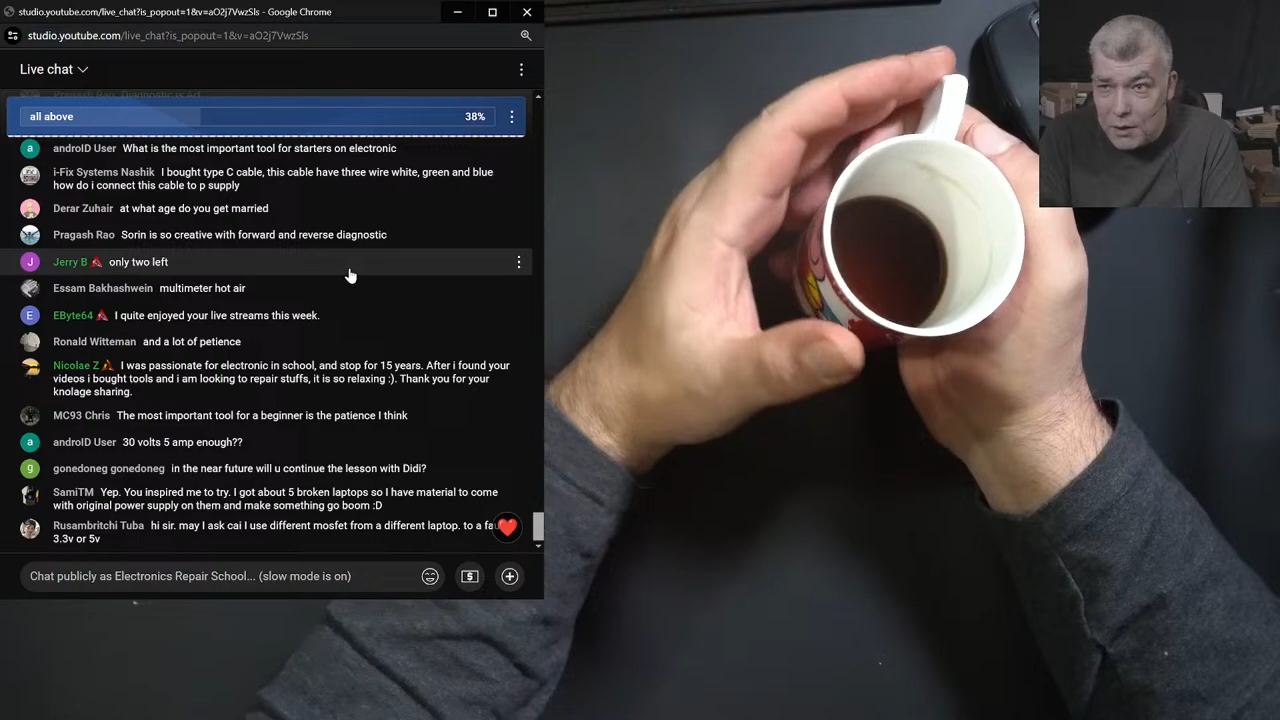 studio.youtube.com/live_chat?is_popout=1&v=aO2j7VwzSls - Google Chrome
studio.youtube.com/live_chat?is_popout=1&v=aO2j7VwzSls
Live chat
Pragash Rao Diagnostic is Art
all above 38%
androID User What is the most important tool for starters on electronic
i-Fix Systems Nashik I bought type C cable, this cable have three wire white, green and blue
how do i connect this cable to p supply
Derar Zuhair at what age do you get married
Pragash Rao Sorin is so creative with forward and reverse diagnostic
J Jerry B only two left
Essam Bakhashwein multimeter hot air
E EByte64 I quite enjoyed your live streams this week.
Ronald Witteman and a lot of petience
Nicolae Z I was passionate for electronic in school, and stop for 15 years. After i found your
videos i bought tools and i am looking to repair stuffs, it is so relaxing :). Thank you for your
knolage sharing.
MC93 Chris The most important tool for a beginner is the patience I think
a androID User 30 volts 5 amp enough??
g gonedoneg gonedoneg in the near future will u continue the lesson with Didi?
SamiTM Yep. You inspired me to try. I got about 5 broken laptops so I have material to come
with original power supply on them and make something go boom :D
Rusambritchi Tuba hi sir. may I ask cai I use different mosfet from a different laptop. to a fau
3.3v or 5v
Chat publicly as Electronics Repair School... (slow mode is on)